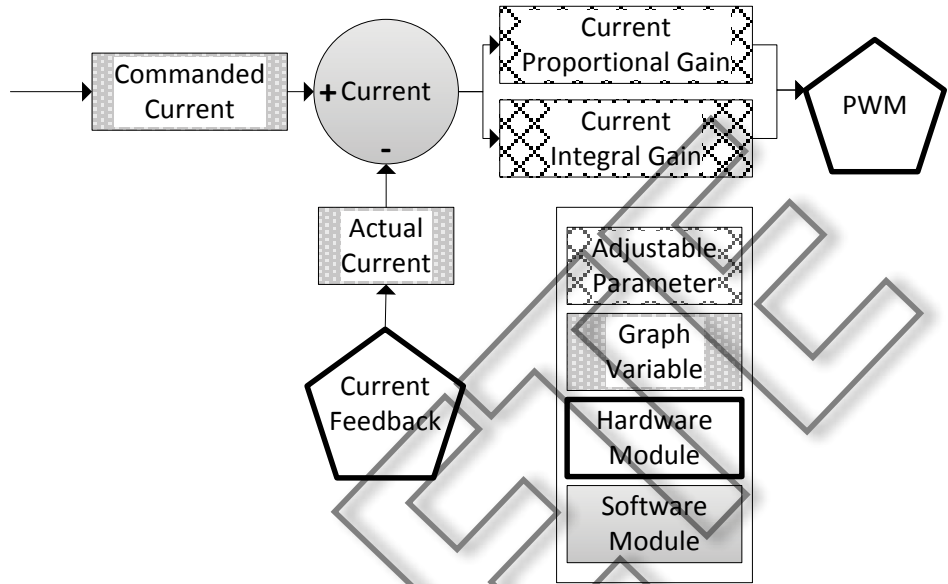 Commanded
Current
+ Current
-
Current
Proportional Gain
Current
Integral Gain
PWM
Actual
Current
Current
Feedback
Adjustable
Parameter
Graph
Variable
Hardware
Module
Software
Module